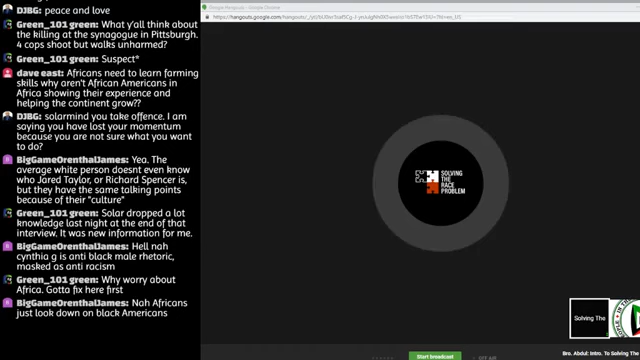 DJBG: peace and love
Green_101 green: What y'all think about
the killing at the synagogue in Pittsburgh.
4 cops shoot but walks unharmed?
Green_101 green: Suspect*
dave east: Africans need to learn farming
skills why aren't African Americans in
Africa showing their experience and
helping the continent grow??
DJBG: solarmind you take offence. I am
saying you have lost your momentum
because you are not sure what you want
to do?
BigGameOrenthalJames: Yea. The
average white person doesnt even know
who Jared Taylor, or Richard Spencer is,
but they have the same talking points
because of their "culture"
Green_101 green: Solar dropped a lot
knowledge last night at the end of that
interview. It was new information for me.
BigGameOrenthalJames: Hell nah
cynthia g is anti black male rhetoric,
masked as anti racism
Green_101 green: Why worry about
Africa. Gotta fix here first
BigGameOrenthalJames: Nah Africans
just look down on black Americans
Google Hangouts - Google Chrome
https://hangouts.google.com/hangouts/_/
SOLVING
THE
RACE
PROBLEM
Solving The
PEOPLE IN THE
Start broadcast
Off air
Bro. Abdul: Intro To Solving The